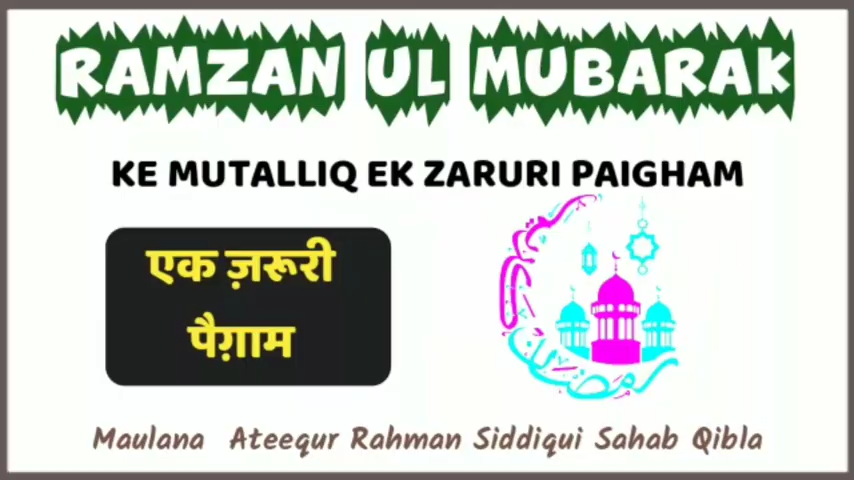 RAMZAN UL MUBARAK
KE MUTALLIQ EK ZARURI PAIGHAM
एक ज़रूरी
पैग़ाम
Maulana Ateequr Rahman Siddiqui Sahab Qibla